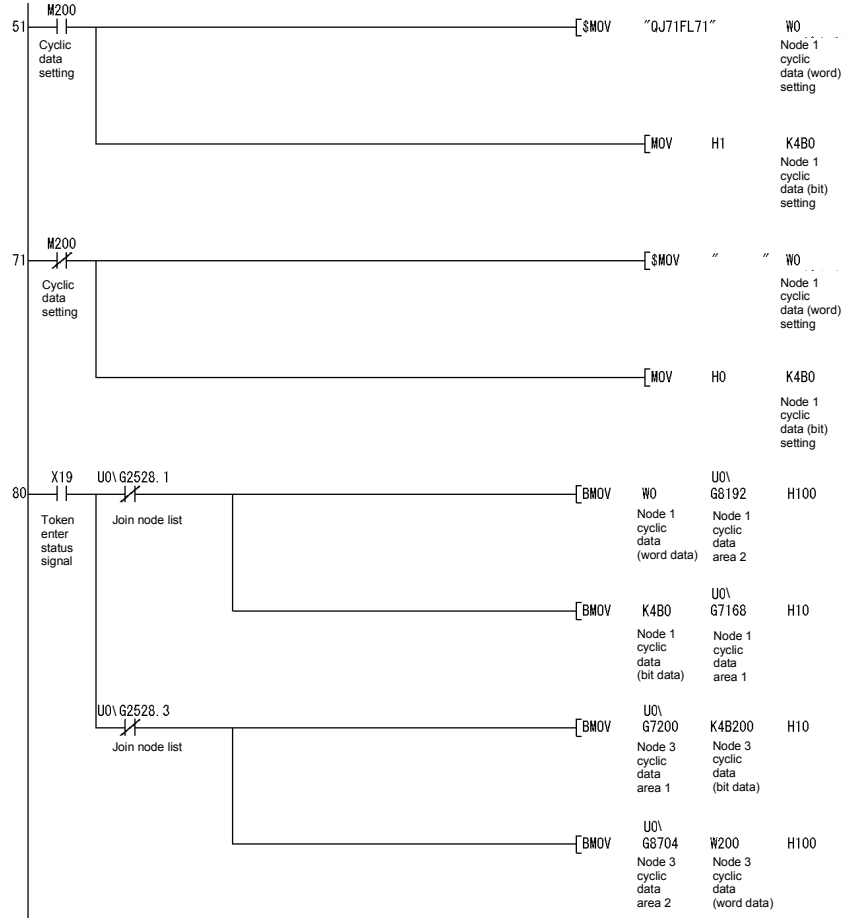 M200
51 [$MOV "QJ71FL71" W0
Cyclic
data
setting
Node 1
cyclic
data (word)
setting
[MOV H1 K4B0
Node 1
cyclic
data (bit)
setting
M200
71 [$MOV " " W0
Cyclic
data
setting
Node 1
cyclic
data (word)
setting
[MOV H0 K4B0
Node 1
cyclic
data (bit)
setting
X19 U0\G2528.1 U0\
80 [BMOV W0 G8192 H100
Token
enter
status
signal
Join node list
Node 1
cyclic
data
(word data)
Node 1
cyclic
data
area 2
U0\
[BMOV K4B0 G7168 H10
Node 1
cyclic
data
(bit data)
Node 1
cyclic
data
area 1
U0\G2528.3 U0\
[BMOV G7200 K4B200 H10
Join node list
Node 3
cyclic
data
area 1
Node 3
cyclic
data
(bit data)
U0\
[BMOV G8704 W200 H100
Node 3
cyclic
data
area 2
Node 3
cyclic
data
(word data)